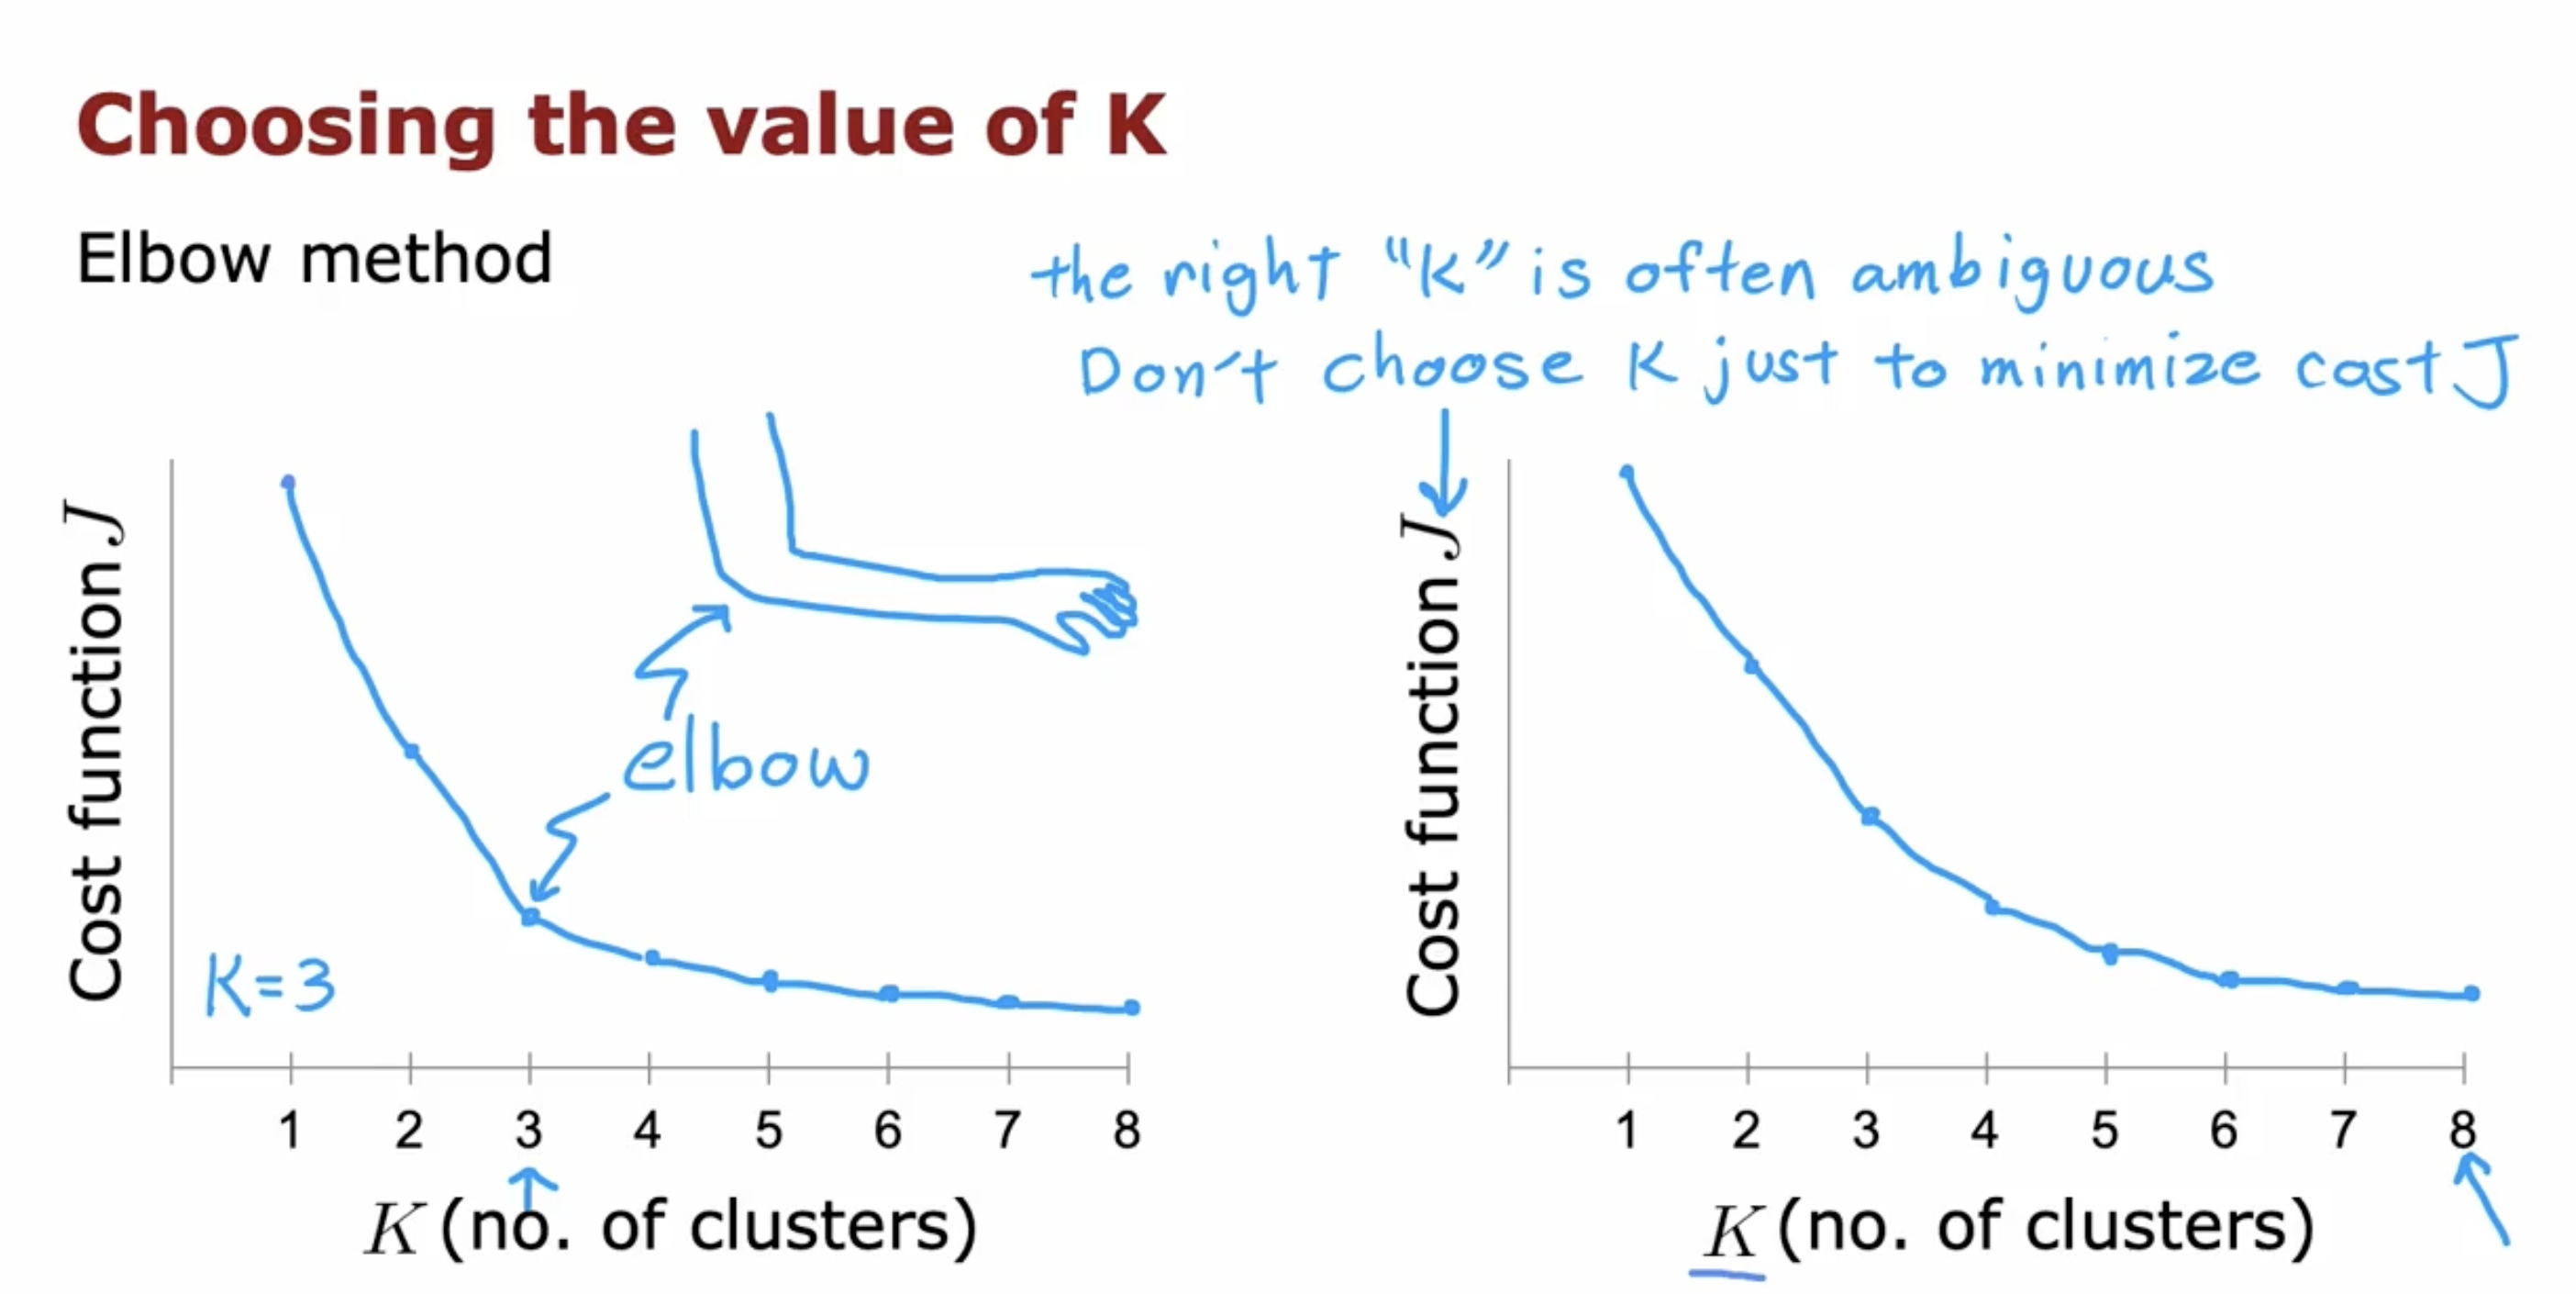 Choosing the value of K
Elbow method
the right "K" is often ambiguous
Don't choose K just to minimize cost J
Cost function J
elbow
K=3
1 2 3 4 5 6 7 8
K (no. of clusters)
Cost function J
1 2 3 4 5 6 7 8
K (no. of clusters)